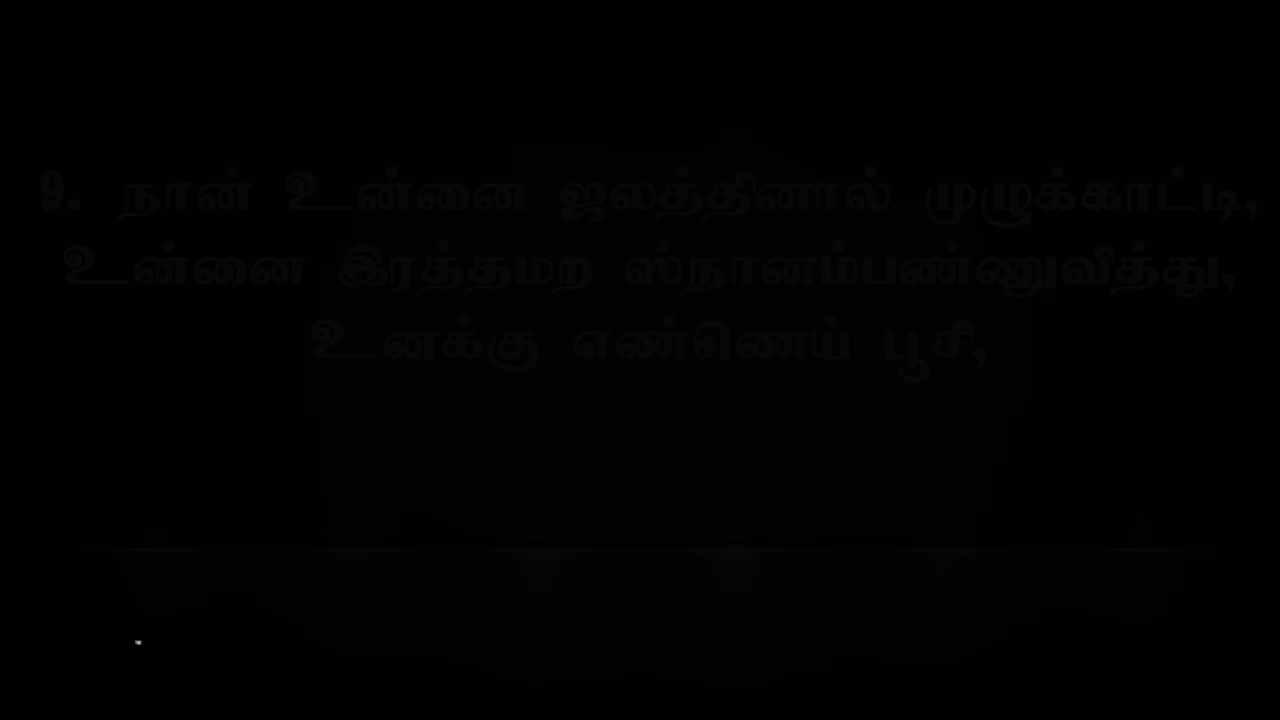 9. நான் உன்னை ஜலத்தினால் முழுக்காட்டி,
உன்னை இரத்தமற ஸ்நானம்பண்ணுவித்து,
உனக்கு எண்ணெய் பூசி,